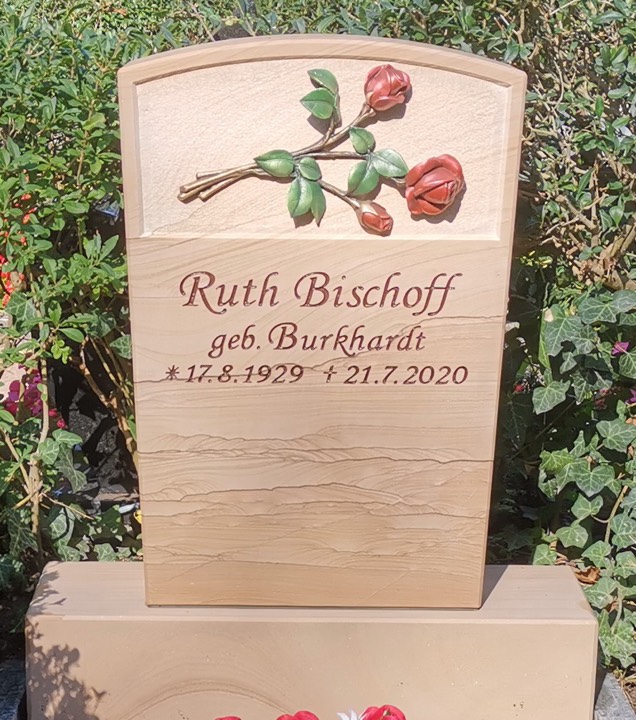 Ruth Bischoff
geb. Burkhardt
* 17.8.1929 † 21.7.2020